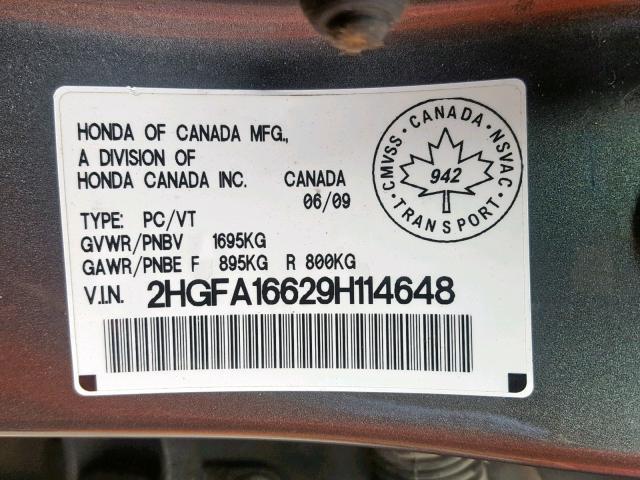 HONDA OF CANADA MFG.,
A DIVISION OF
HONDA CANADA INC. CANADA
06/09
TYPE: PC/VT
GVWR/PNBV 1695KG
GAWR/PNBE F 895KG R 800KG
V.I.N. 2HGFA16629H114648
CMVSS · CANADA · NSVAC
942
· TRANSPORT ·